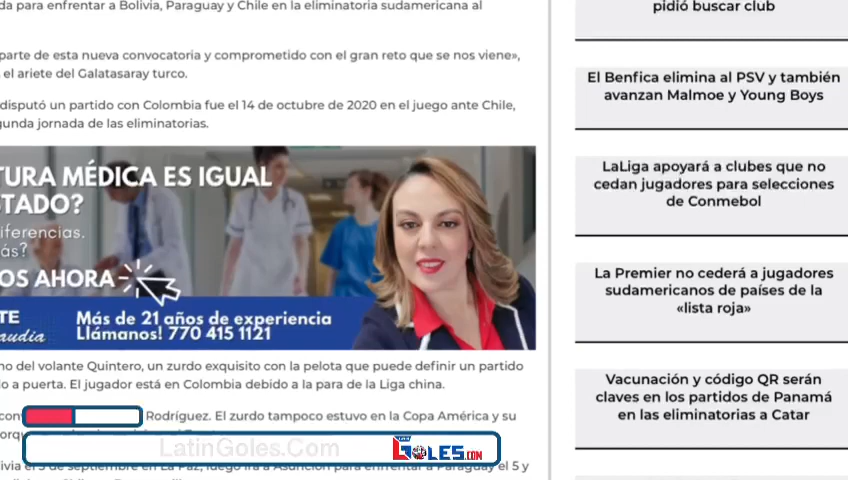 da para enfrentar a Bolivia, Paraguay y Chile en la eliminatoria sudamericana al
parte de esta nueva convocatoria y comprometido con el gran reto que se nos viene»,
el ariete del Galatasaray turco.
disputó un partido con Colombia fue el 14 de octubre de 2020 en el juego ante Chile,
gunda jornada de las eliminatorias.
TURA MÉDICA ES IGUAL
STADO?
iferencias.
ás?
OS AHORA
TE
audia
Más de 21 años de experiencia
Llámanos! 770 415 1121
no del volante Quintero, un zurdo exquisito con la pelota que puede definir un partido
o a puerta. El jugador está en Colombia debido a la para de la Liga china.
Rodríguez. El zurdo tampoco estuvo en la Copa América y su
LatinGoles.Com
GOLES.COM
pidió buscar club
El Benfica elimina al PSV y también
avanzan Malmoe y Young Boys
LaLiga apoyará a clubes que no
cedan jugadores para selecciones
de Conmebol
La Premier no cederá a jugadores
sudamericanos de países de la
«lista roja»
Vacunación y código QR serán
claves en los partidos de Panamá
en las eliminatorias a Catar